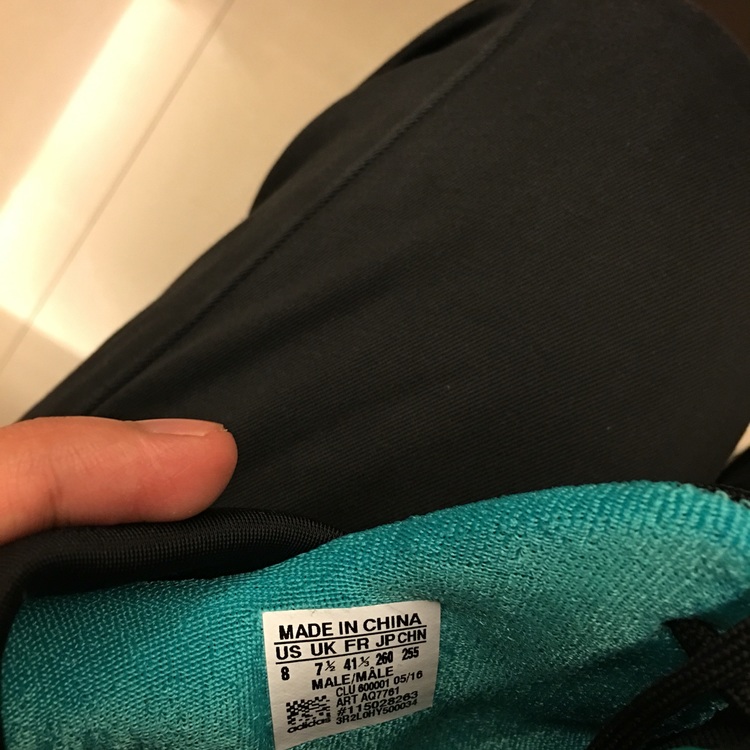 MADE IN CHINA
US UK FR JP CHN
8 7½ 41⅓ 260 255
MALE/MÂLE
CLU 600001 05/16
ART AQ7761
#115028263
3R2L0HY500034
adidas